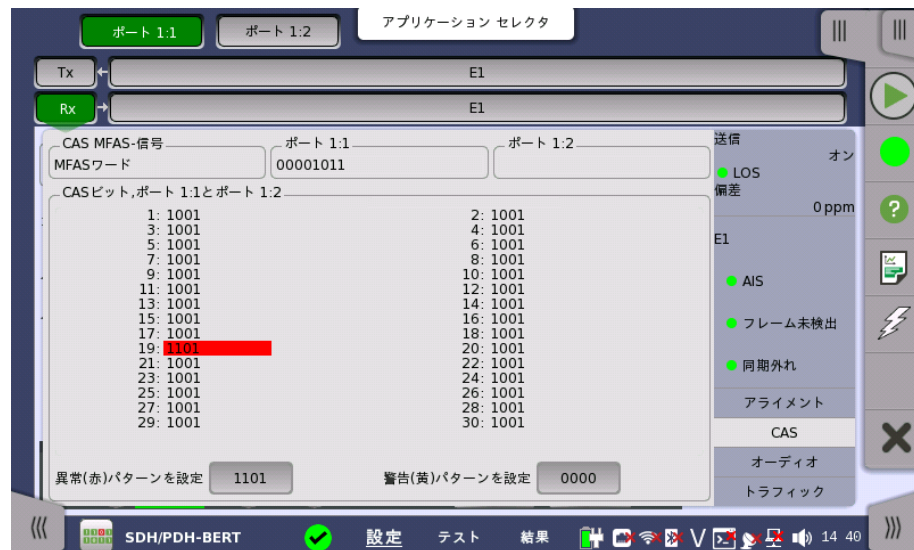 アプリケーション セレクタ
ポート 1:1 ポート 1:2
Tx E1
Rx E1
CAS MFAS-信号 ポート 1:1 ポート 1:2
MFASワード 00001011
CASビット,ポート 1:1とポート 1:2
1: 1001 2: 1001
3: 1001 4: 1001
5: 1001 6: 1001
7: 1001 8: 1001
9: 1001 10: 1001
11: 1001 12: 1001
13: 1001 14: 1001
15: 1001 16: 1001
17: 1001 18: 1001
19: 1101 20: 1001
21: 1001 22: 1001
23: 1001 24: 1001
25: 1001 26: 1001
27: 1001 28: 1001
29: 1001 30: 1001
異常(赤)パターンを設定 1101 警告(黄)パターンを設定 0000
送信
オン
LOS
偏差
0 ppm
E1
AIS
フレーム未検出
同期外れ
アライメント
CAS
オーディオ
トラフィック
SDH/PDH-BERT 設定 テスト 結果 14 40